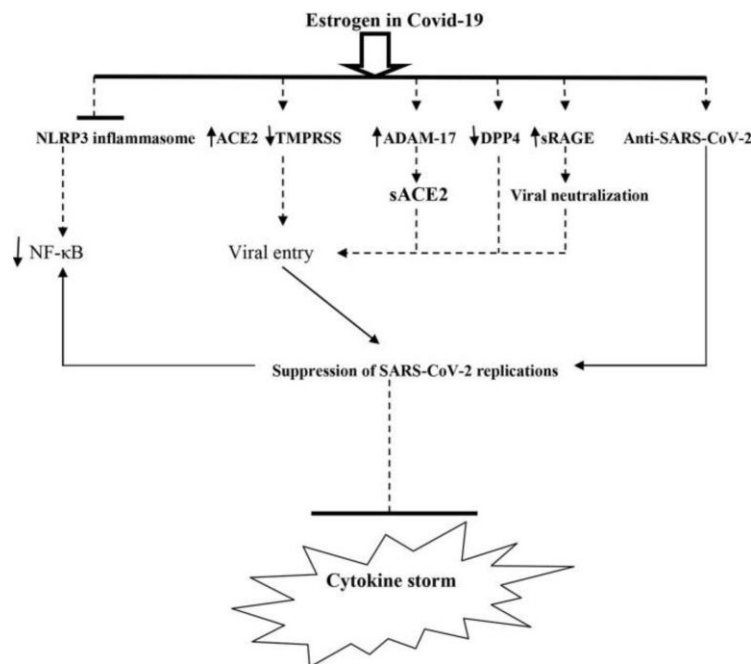 Estrogen in Covid-19
NLRP3 inflammasome ↑ACE2 ↓TMPRSS ↑ADAM-17 ↓DPP4 ↑sRAGE Anti-SARS-CoV-2
sACE2 Viral neutralization
↓ NF-κB Viral entry
Suppression of SARS-CoV-2 replications
Cytokine storm